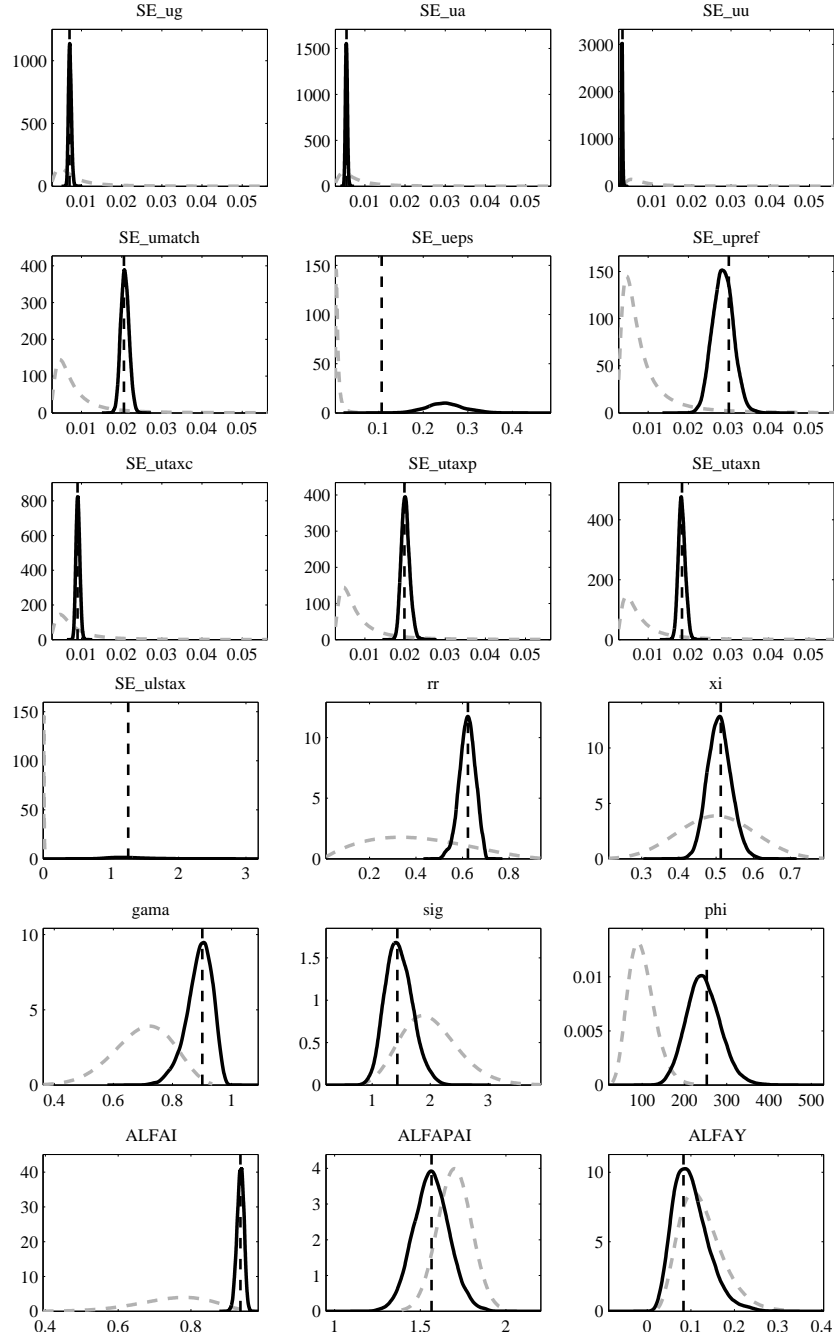 SE_ug SE_ua SE_uu
1000 1500 3000
500 1000 2000
0 500 1000
0 0
0.01 0.02 0.03 0.04 0.05 0.01 0.02 0.03 0.04 0.05 0.01 0.02 0.03 0.04 0.05
SE_umatch SE_ueps SE_upref
400 150 150
300 100 100
200 50 50
100 0 0
0
0.01 0.02 0.03 0.04 0.05 0.1 0.2 0.3 0.4 0.01 0.02 0.03 0.04 0.05
SE_utaxc SE_utaxp SE_utaxn
800 400 400
600 300 200
400 200 0
200 100
0 0
0.01 0.02 0.03 0.04 0.05 0.01 0.02 0.03 0.04 0.05 0.01 0.02 0.03 0.04 0.05
SE_ulstax rr xi
150 10 10
100 5 5
50 0 0
0
0 1 2 3 0.2 0.4 0.6 0.8 0.3 0.4 0.5 0.6 0.7
gama sig phi
10 1.5 0.01
5 1 0.005
0 0.5 0
0
0.4 0.6 0.8 1 1 2 3 100 200 300 400 500
ALFAI ALFAPAI ALFAY
40 4 10
30 3 5
20 2 0
10 1
0 0
0.4 0.6 0.8 1 1.5 2 0 0.1 0.2 0.3 0.4